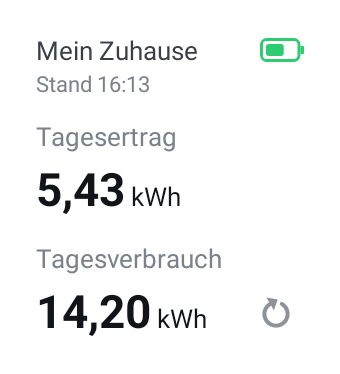 Mein Zuhause
Stand 16:13
Tagesertrag
5,43 kWh
Tagesverbrauch
14,20 kWh